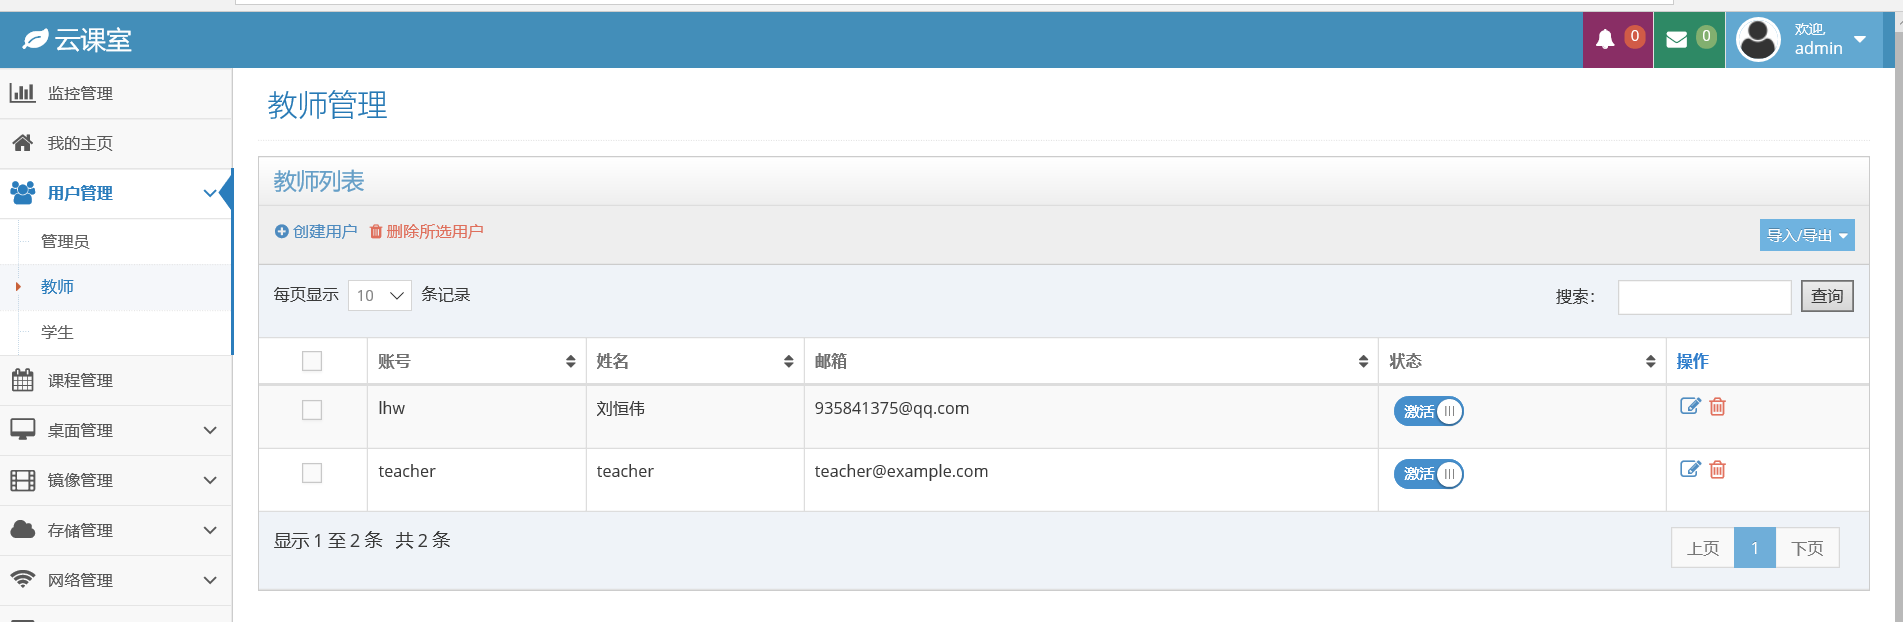 云课室
0
0
欢迎,
admin
监控管理
我的主页
用户管理
管理员
教师
学生
课程管理
桌面管理
镜像管理
存储管理
网络管理
教师管理
教师列表
创建用户 删除所选用户
导入/导出
每页显示 10 条记录
搜索:
查询
账号 姓名 邮箱 状态 操作
lhw 刘恒伟 935841375@qq.com 激活
teacher teacher teacher@example.com 激活
显示 1 至 2 条 共 2 条
上页 1 下页